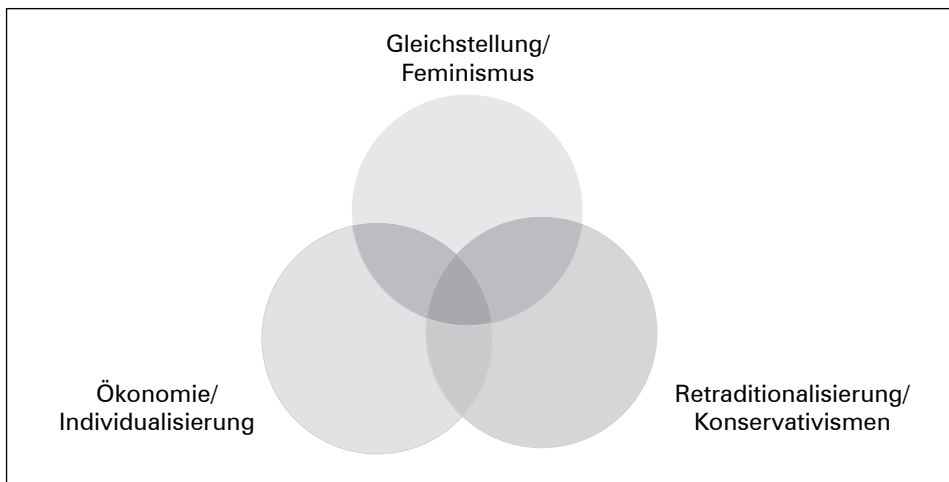 Gleichstellung/
Feminismus
Ökonomie/
Individualisierung
Retraditionalisierung/
Konservativismen